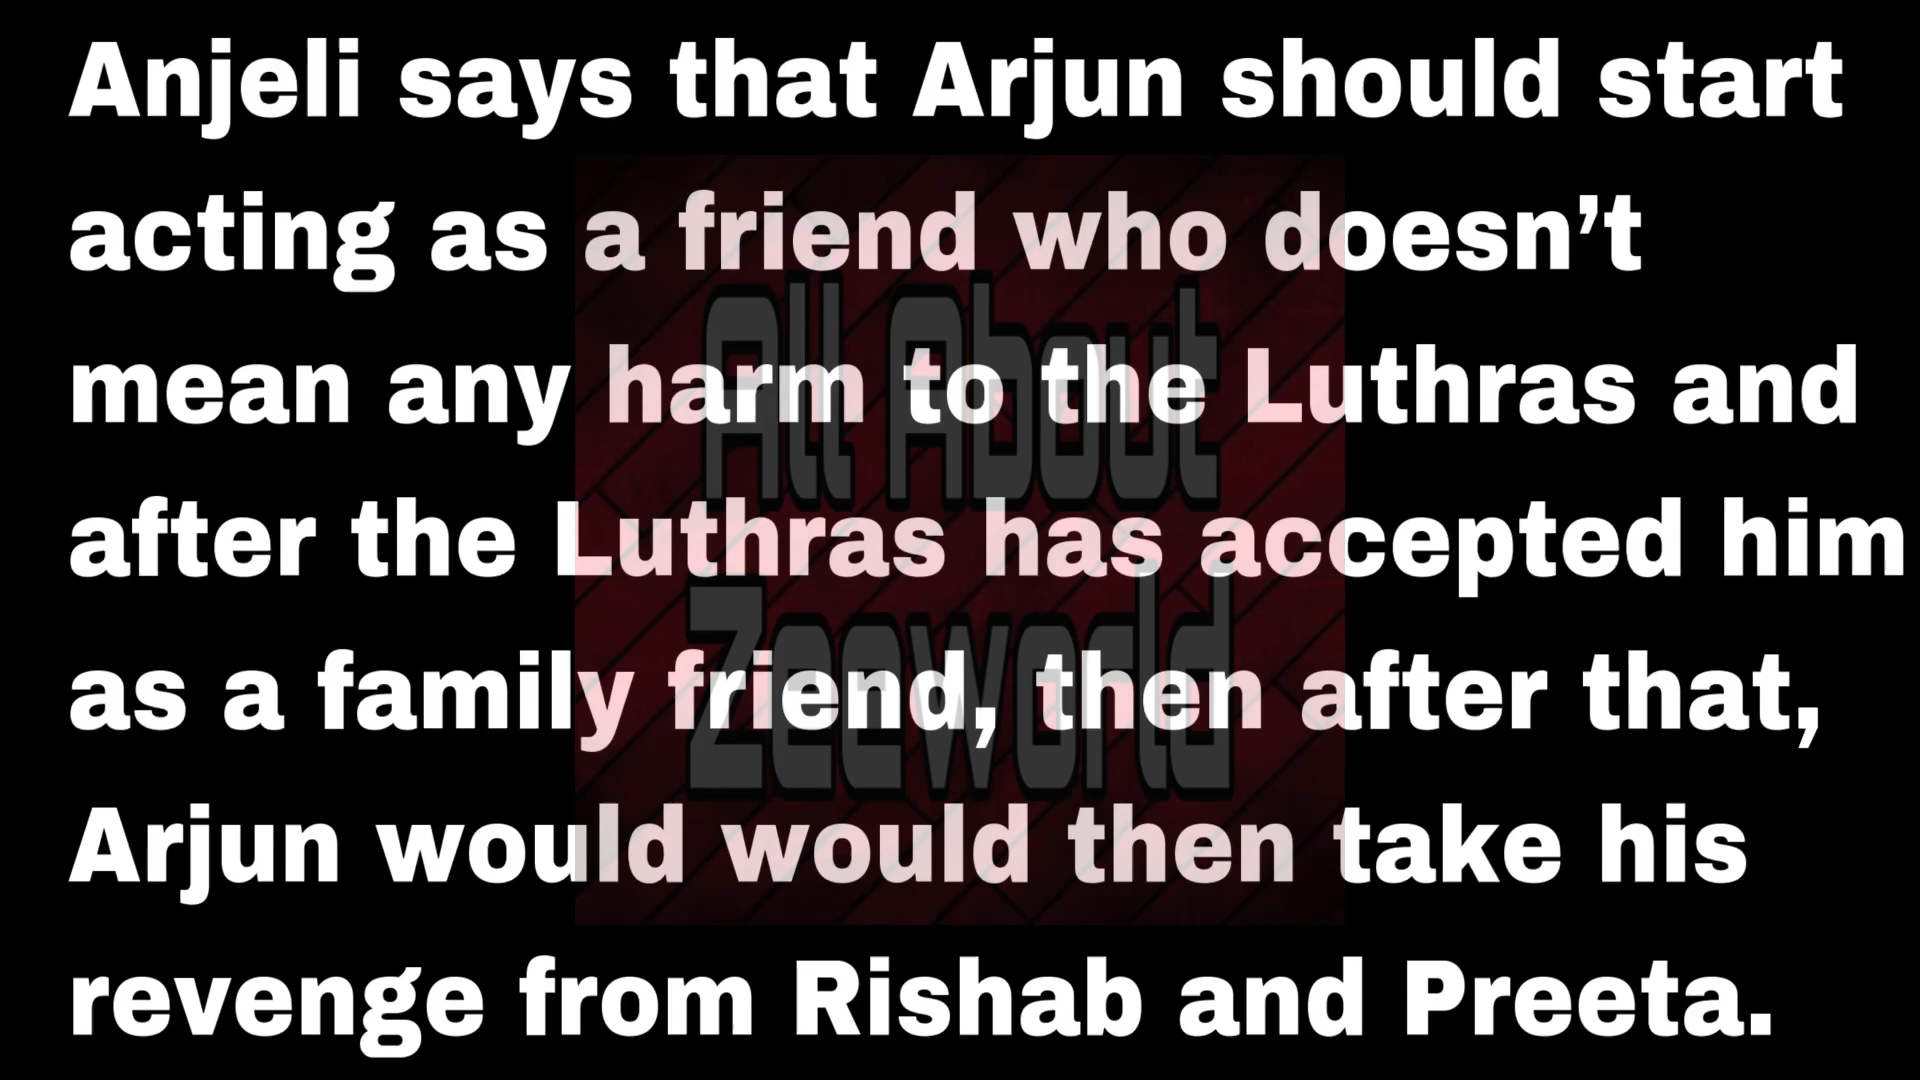 Anjeli says that Arjun should start
acting as a friend who doesn’t
mean any harm to the Luthras and
after the Luthras has accepted him
as a family friend, then after that,
Arjun would would then take his
revenge from Rishab and Preeta.
All About
Zeeworld